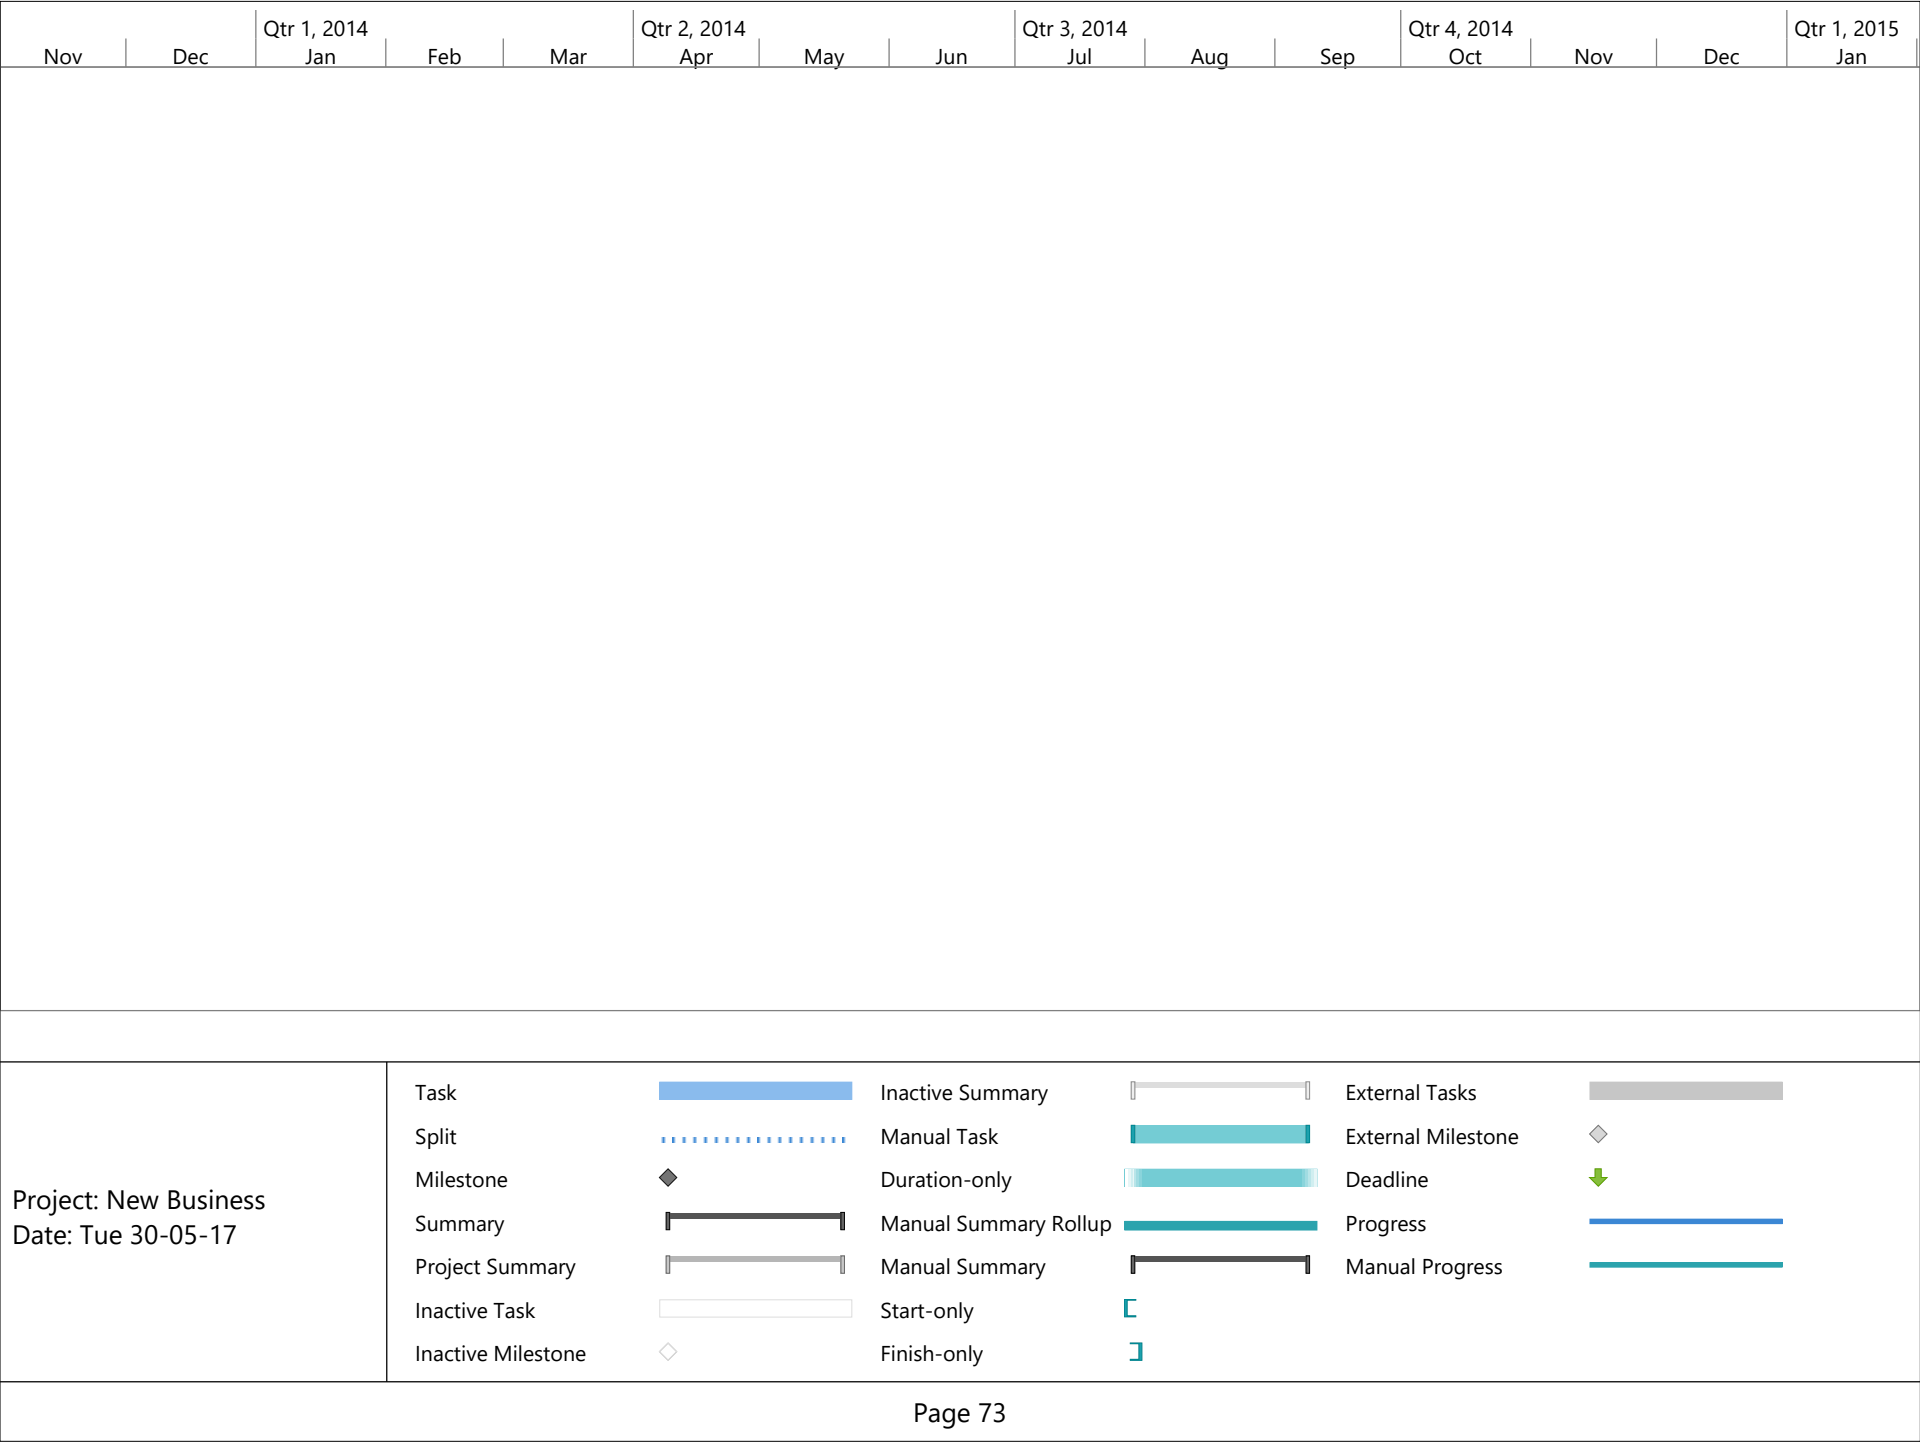 Qtr 1, 2014 Qtr 2, 2014 Qtr 3, 2014 Qtr 4, 2014 Qtr 1, 2015
Nov Dec Jan Feb Mar Apr May Jun Jul Aug Sep Oct Nov Dec Jan
Project: New Business
Date: Tue 30-05-17
Task
Split
Milestone
Summary
Project Summary
Inactive Task
Inactive Milestone
Inactive Summary
Manual Task
Duration-only
Manual Summary Rollup
Manual Summary
Start-only
Finish-only
External Tasks
External Milestone
Deadline
Progress
Manual Progress
Page 73